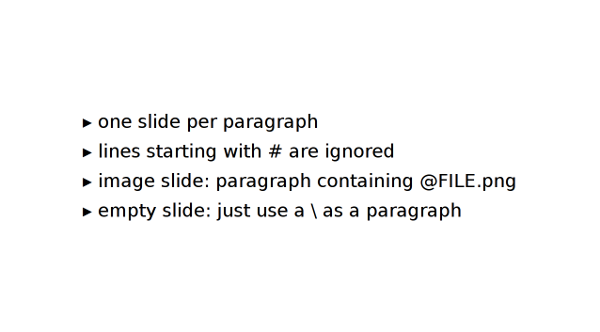 ▸ one slide per paragraph
▸ lines starting with # are ignored
▸ image slide: paragraph containing @FILE.png
▸ empty slide: just use a \ as a paragraph